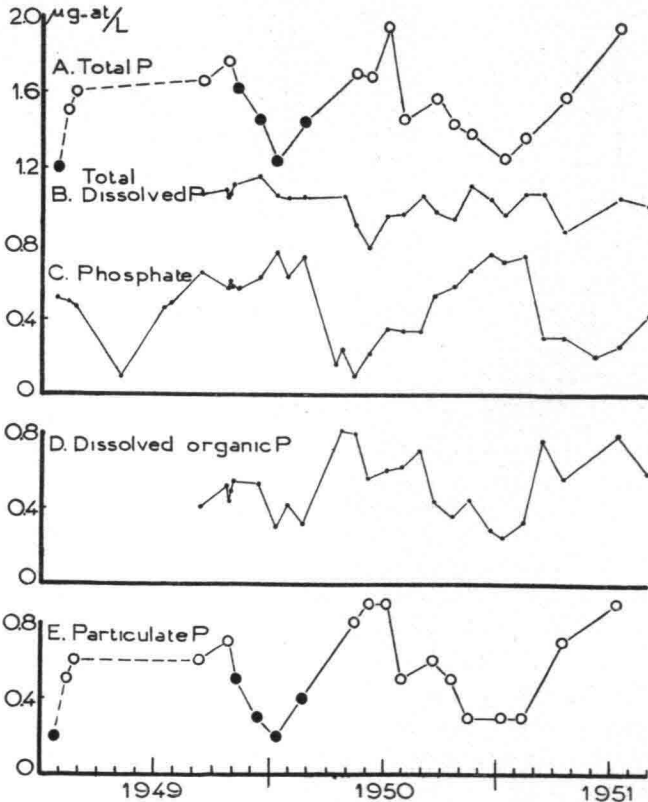 2.0 µg-at/L
A. Total P
1.6
1.2
Total
B. Dissolved P
0.8
C. Phosphate
0.4
0
0.8
D. Dissolved organic P
0.4
0
0.8
E. Particulate P
0.4
0
1949 1950 1951